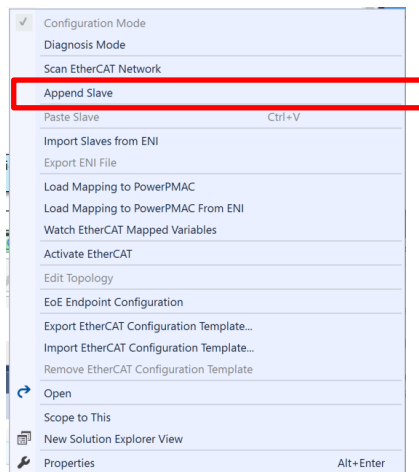 Configuration Mode
Diagnosis Mode
Scan EtherCAT Network
Append Slave
Paste Slave Ctrl+V
Import Slaves from ENI
Export ENI File
Load Mapping to PowerPMAC
Load Mapping to PowerPMAC From ENI
Watch EtherCAT Mapped Variables
Activate EtherCAT
Edit Topology
EoE Endpoint Configuration
Export EtherCAT Configuration Template...
Import EtherCAT Configuration Template...
Remove EtherCAT Configuration Template
Open
Scope to This
New Solution Explorer View
Properties Alt+Enter